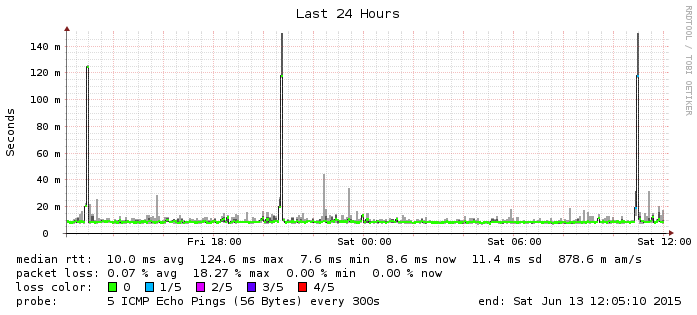 Last 24 Hours
RRDTOOL / TOBI OETIKER
Seconds
140 m
120 m
100 m
80 m
60 m
40 m
20 m
0
Fri 18:00 Sat 00:00 Sat 06:00 Sat 12:00
median rtt: 10.0 ms avg 124.6 ms max 7.6 ms min 8.6 ms now 11.4 ms sd 878.6 m am/s
packet loss: 0.07 % avg 18.27 % max 0.00 % min 0.00 % now
loss color: 0 1/5 2/5 3/5 4/5
probe: 5 ICMP Echo Pings (56 Bytes) every 300s end: Sat Jun 13 12:05:10 2015